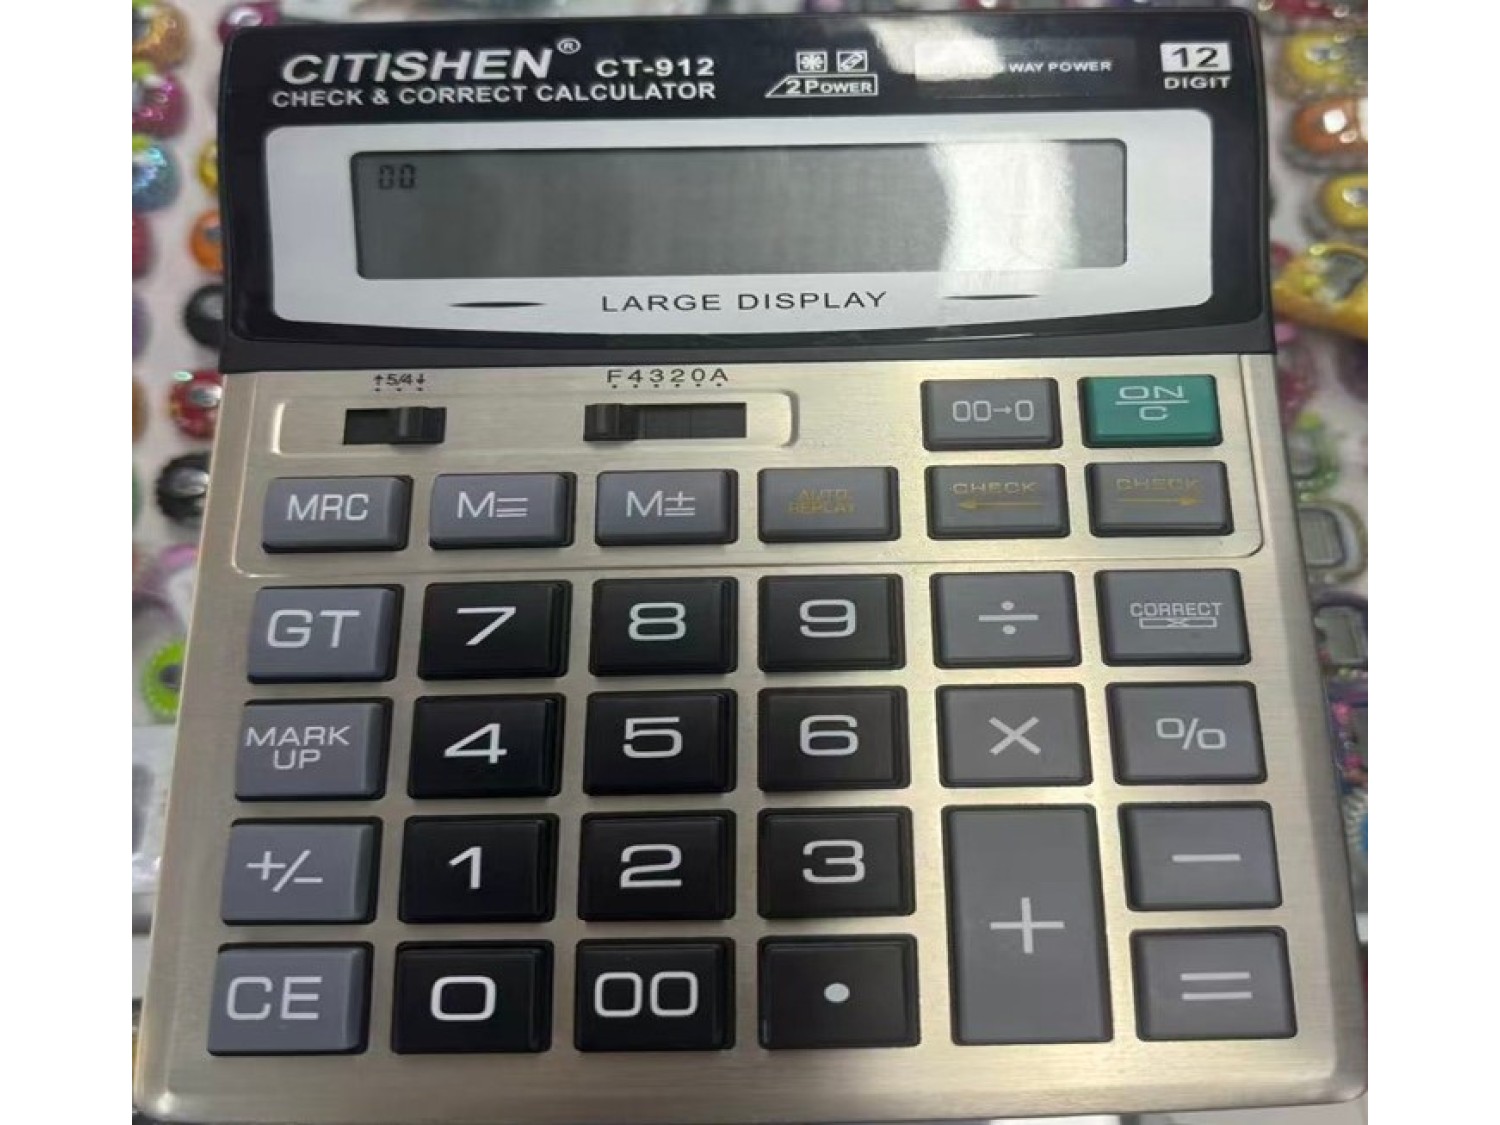 CITISHEN® CT-912
CHECK & CORRECT CALCULATOR
2 POWER
WAY POWER
12
DIGIT
00
LARGE DISPLAY
↑5/4↓
F4320A
00→0
ON
C
MRC
M=
M±
AUTO
REPLAY
CHECK
←
CHECK
→
GT
7
8
9
÷
CORRECT
X
MARK
UP
4
5
6
×
%
+/−
1
2
3
+
−
CE
0
00
.
=